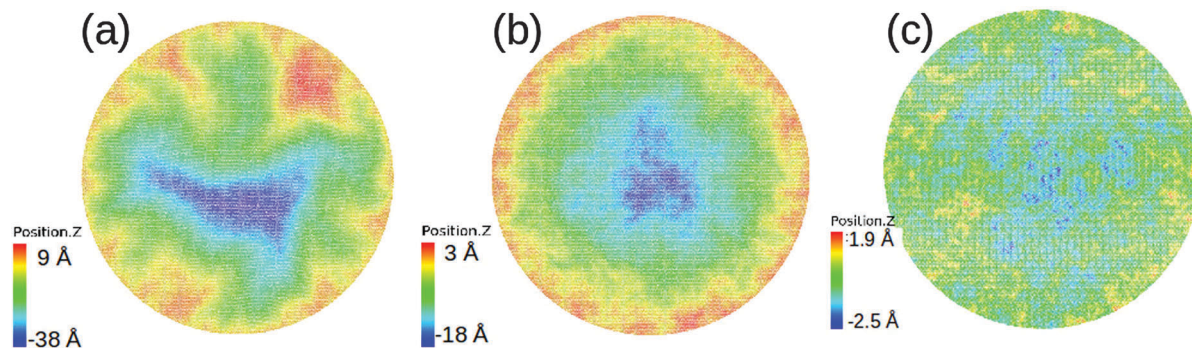 (a)
(b)
(c)
Position.Z
9 Å
-38 Å
Position.Z
3 Å
-18 Å
Position.Z
1.9 Å
-2.5 Å